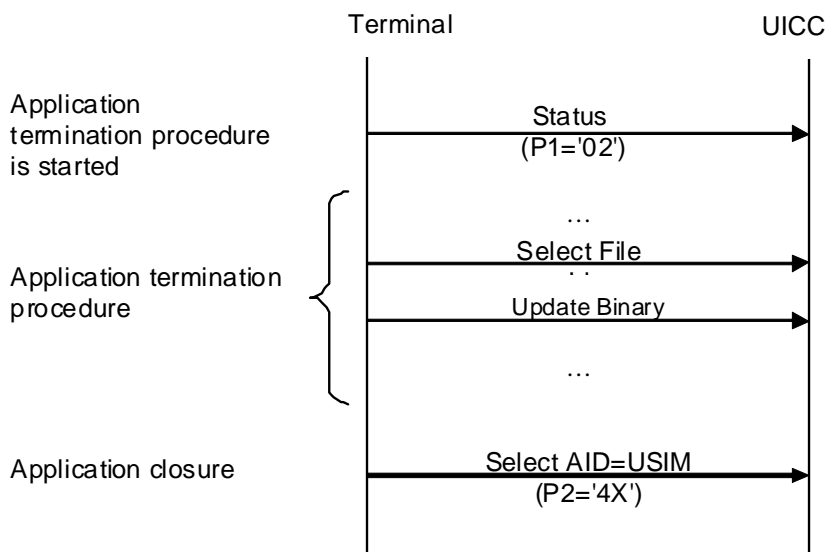 Terminal
UICC
Application
termination procedure
is started
Status
(P1='02')
...
Select File
. .
Application termination
procedure
Update Binary
...
Application closure
Select AID=USIM
(P2='4X')